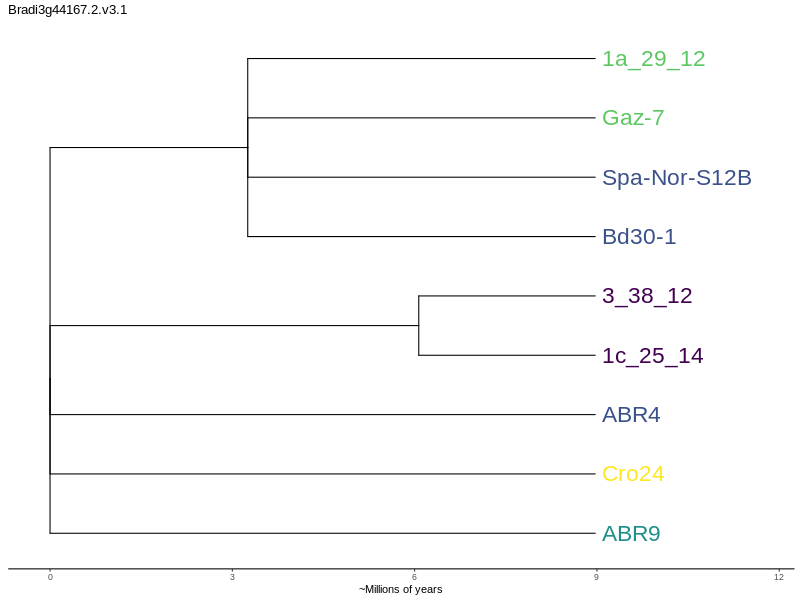 Bradi3g44167.2.v3.1
1a_29_12
Gaz-7
Spa-Nor-S12B
Bd30-1
3_38_12
1c_25_14
ABR4
Cro24
ABR9
0 3 6 9 12
~Millions of years